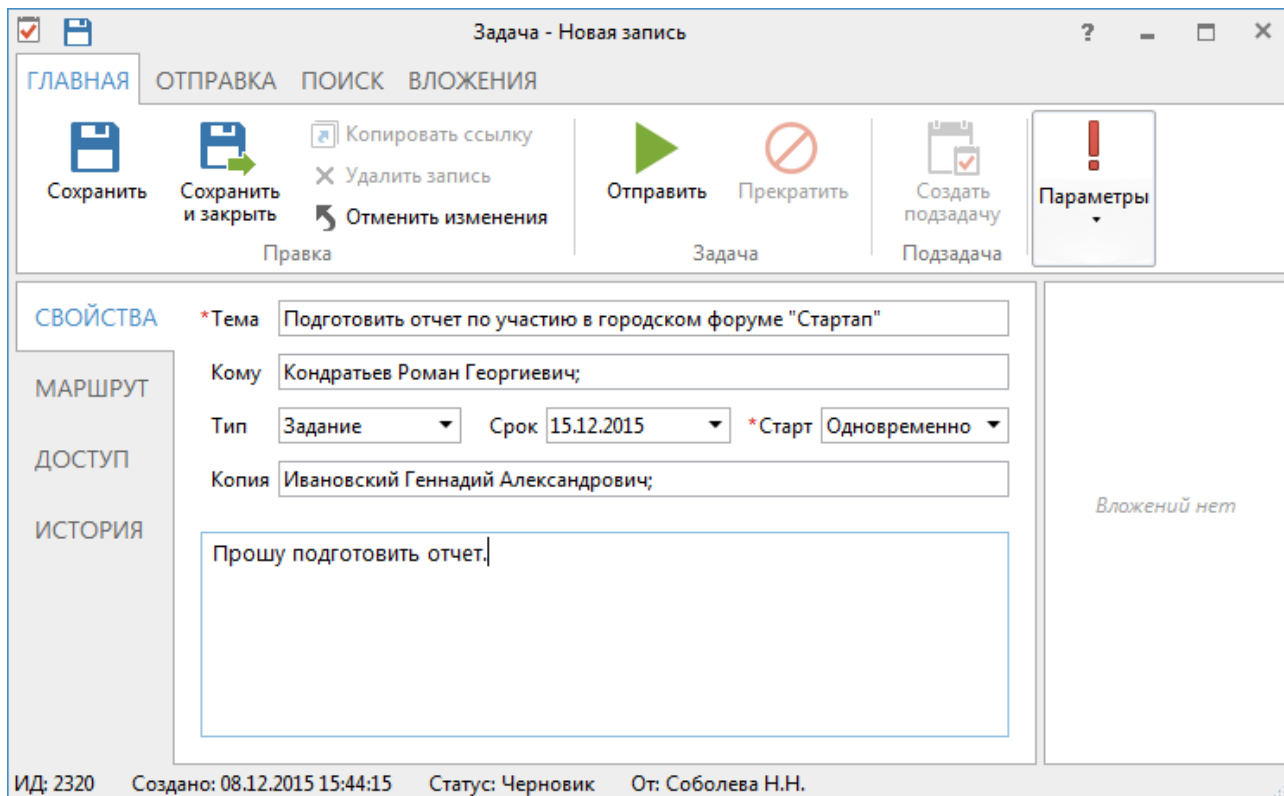 Задача - Новая запись
?
ГЛАВНАЯ ОТПРАВКА ПОИСК ВЛОЖЕНИЯ
Сохранить
Сохранить
и закрыть
Копировать ссылку
Удалить запись
Отменить изменения
Правка
Отправить
Прекратить
Задача
Создать
подзадачу
Подзадача
Параметры
СВОЙСТВА
МАРШРУТ
ДОСТУП
ИСТОРИЯ
*Тема Подготовить отчет по участию в городском форуме "Стартап"
Кому Кондратьев Роман Георгиевич;
Тип Задание Срок 15.12.2015 *Старт Одновременно
Копия Ивановский Геннадий Александрович;
Прошу подготовить отчет.
Вложений нет
ИД: 2320 Создано: 08.12.2015 15:44:15 Статус: Черновик От: Соболева Н.Н.